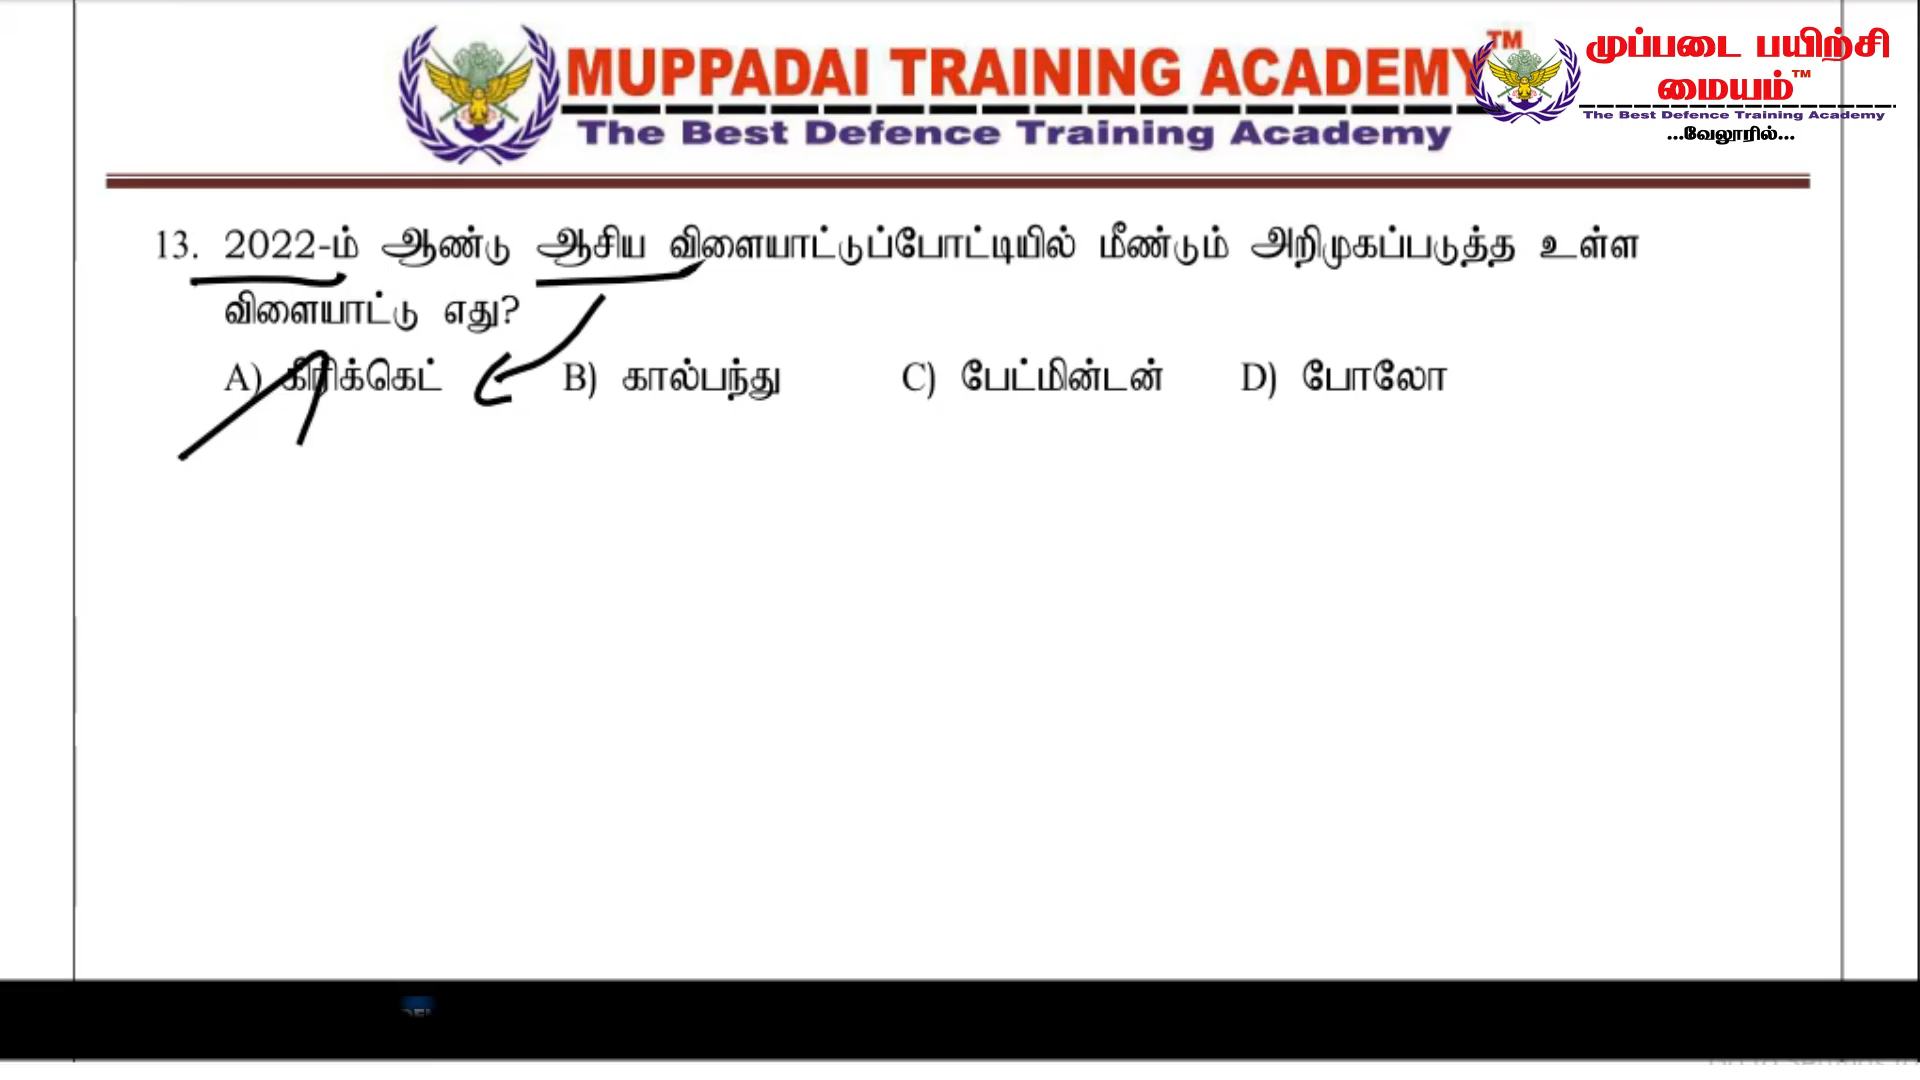 MUPPADAI TRAINING ACADEMY™
The Best Defence Training Academy
முப்படை பயிற்சி
மையம்™
The Best Defence Training Academy
...வேலூரில்...
13. 2022-ம் ஆண்டு ஆசிய விளையாட்டுப்போட்டியில் மீண்டும் அறிமுகப்படுத்த உள்ள
விளையாட்டு எது?
A) கிரிக்கெட் B) கால்பந்து C) பேட்மின்டன் D) போலோ